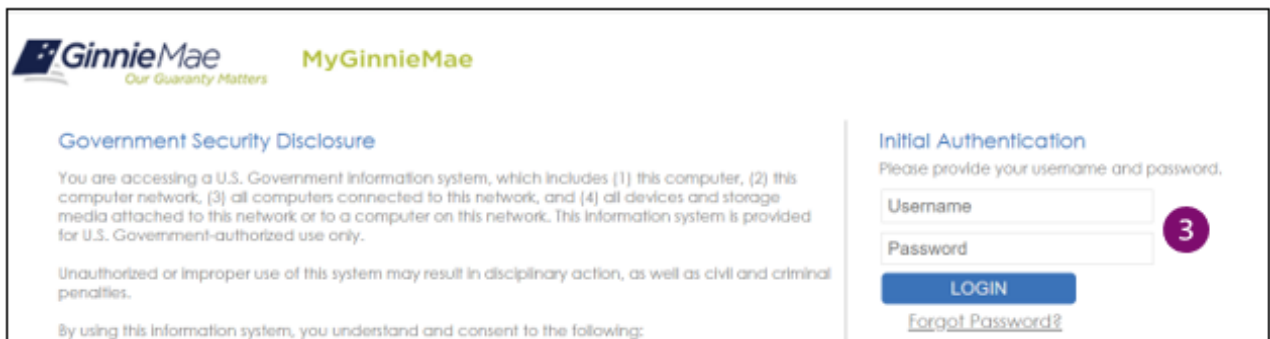 GinnieMae
Our Guaranty Matters
MyGinnieMae
Government Security Disclosure
You are accessing a U.S. Government information system, which includes (1) this computer, (2) this
computer network, (3) all computers connected to this network, and (4) all devices and storage
media attached to this network or to a computer on this network. This information system is provided
for U.S. Government-authorized use only.
Unauthorized or improper use of this system may result in disciplinary action, as well as civil and criminal
penalties.
By using this information system, you understand and consent to the following:
Initial Authentication
Please provide your username and password.
Username
Password
3
LOGIN
Forgot Password?